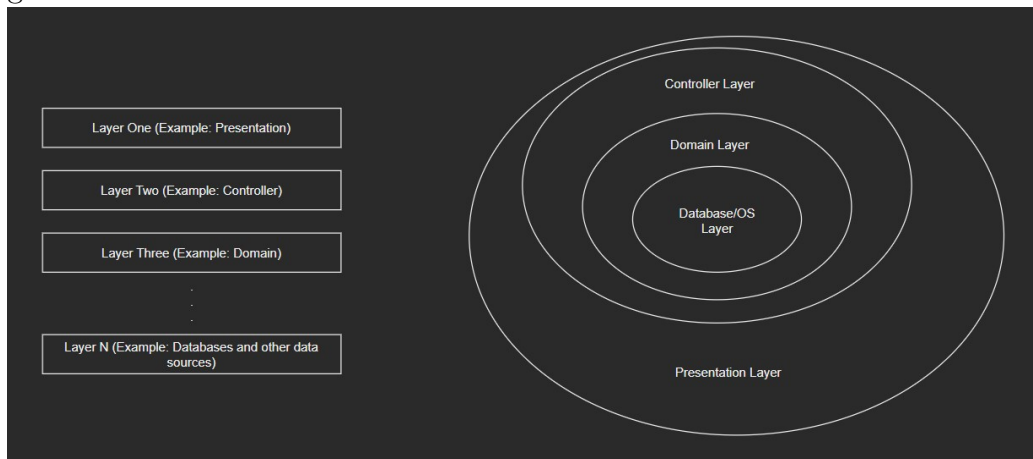 Layer One (Example: Presentation)
Layer Two (Example: Controller)
Layer Three (Example: Domain)
.
.
.
Layer N (Example: Databases and other data
sources)
Controller Layer
Domain Layer
Database/OS
Layer
Presentation Layer